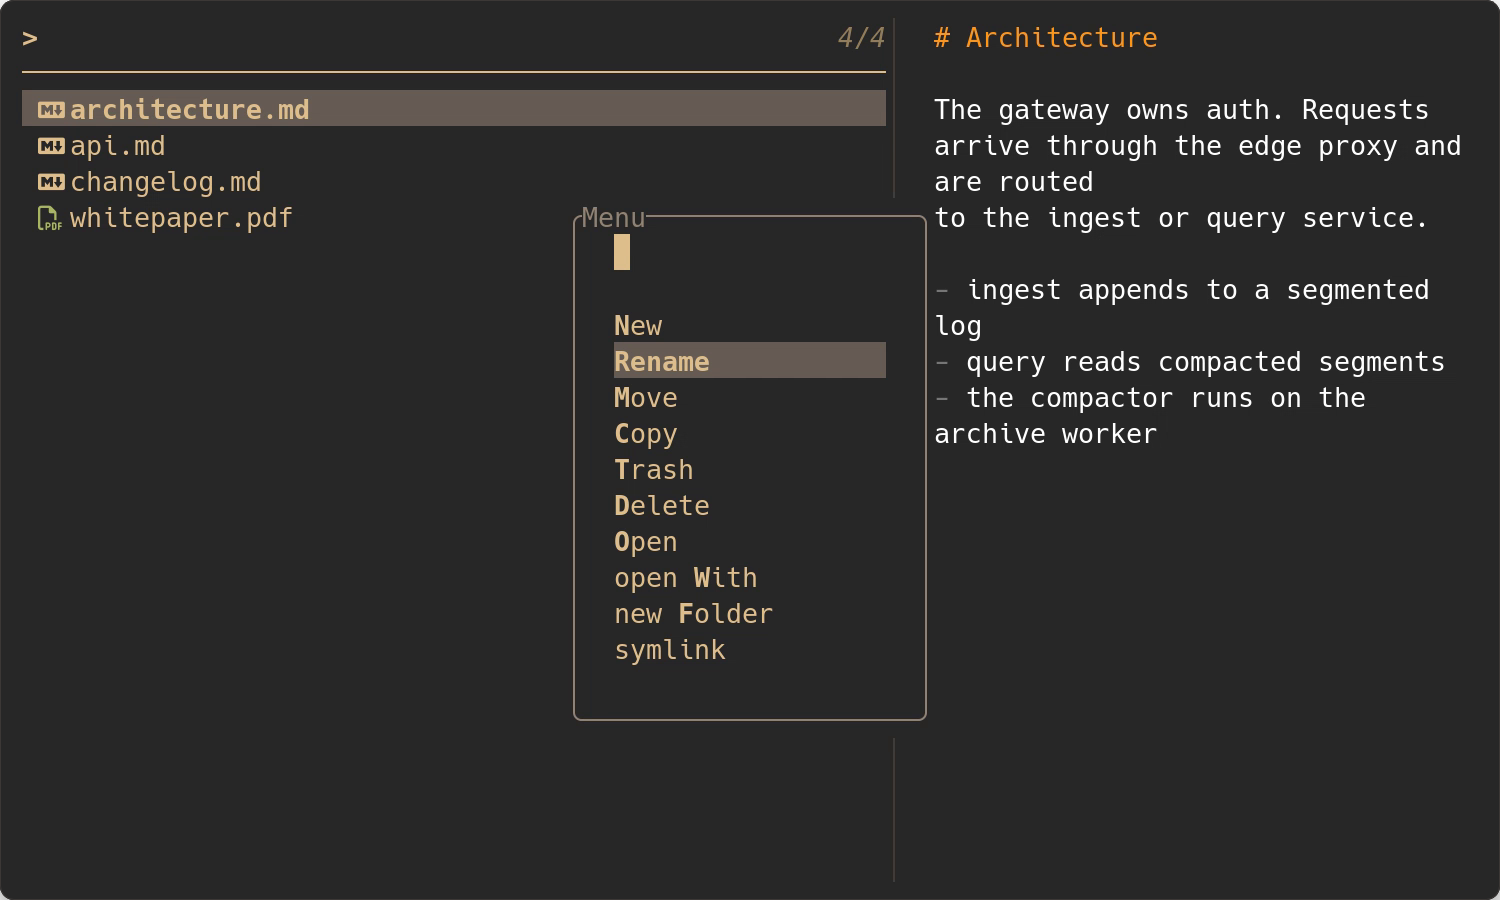 > 4/4
architecture.md
api.md
changelog.md
PDF whitepaper.pdf
Menu
New
Rename
Move
Copy
Trash
Delete
Open
open With
new Folder
symlink
# Architecture
The gateway owns auth. Requests
arrive through the edge proxy and
are routed
to the ingest or query service.
- ingest appends to a segmented
log
- query reads compacted segments
- the compactor runs on the
archive worker